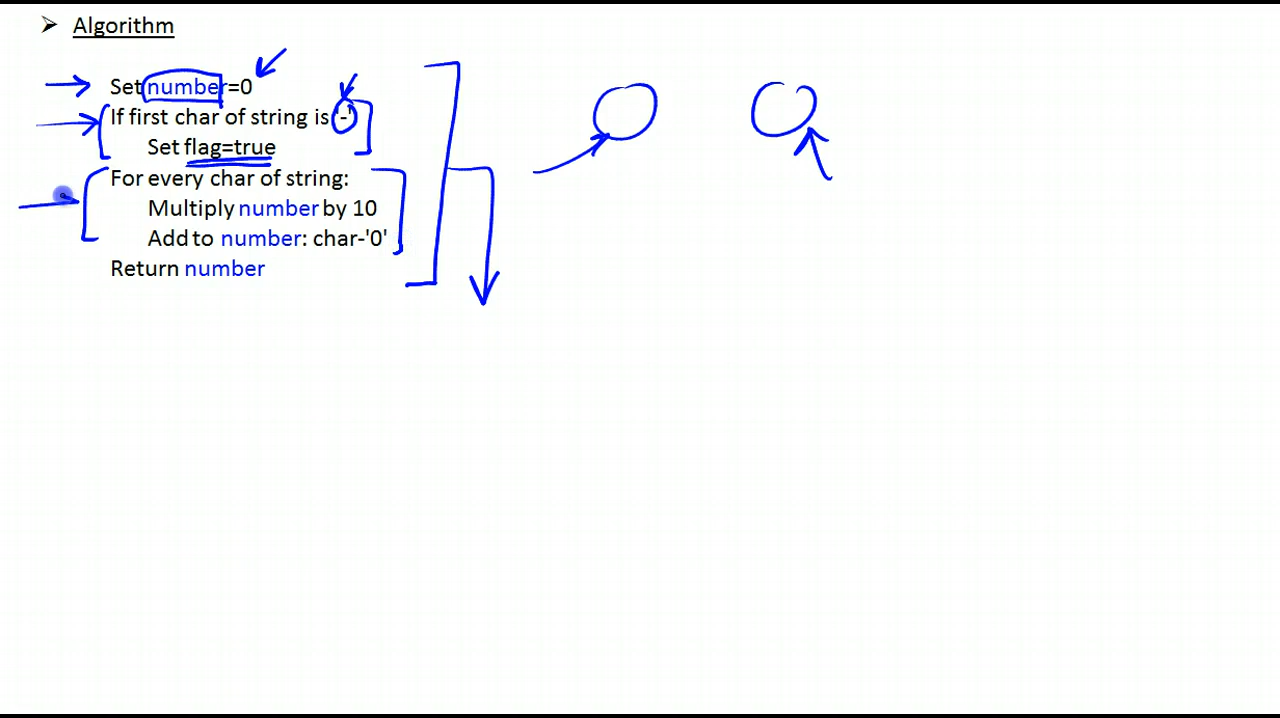 Algorithm
Set number=0
If first char of string is '-'
Set flag=true
For every char of string:
Multiply number by 10
Add to number: char-'0'
Return number